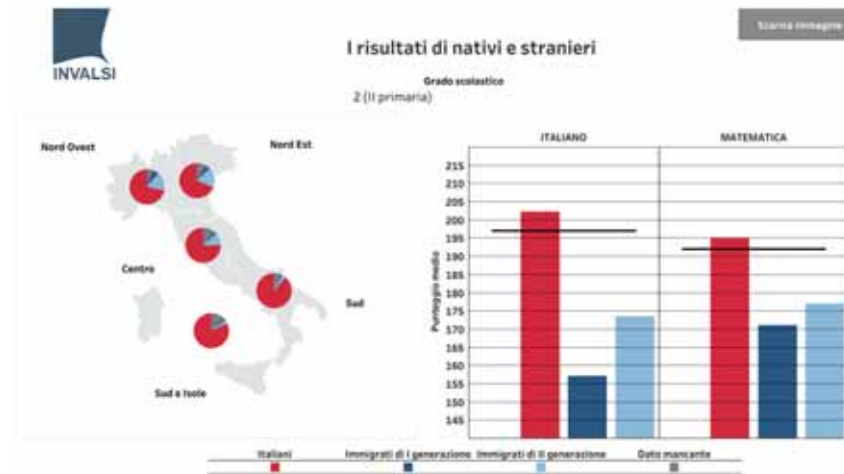 INVALSI
I risultati di nativi e stranieri
Scarica immagine
Grado scolastico
2 (II primaria)
Nord Ovest
Nord Est
Centro
Sud
Sud e Isole
ITALIANO
MATEMATICA
Punteggio medio
215
215
205
200
195
190
185
180
175
170
165
160
155
150
145
Italiani
Immigrati di I generazione
Immigrati di II generazione
Dato mancante